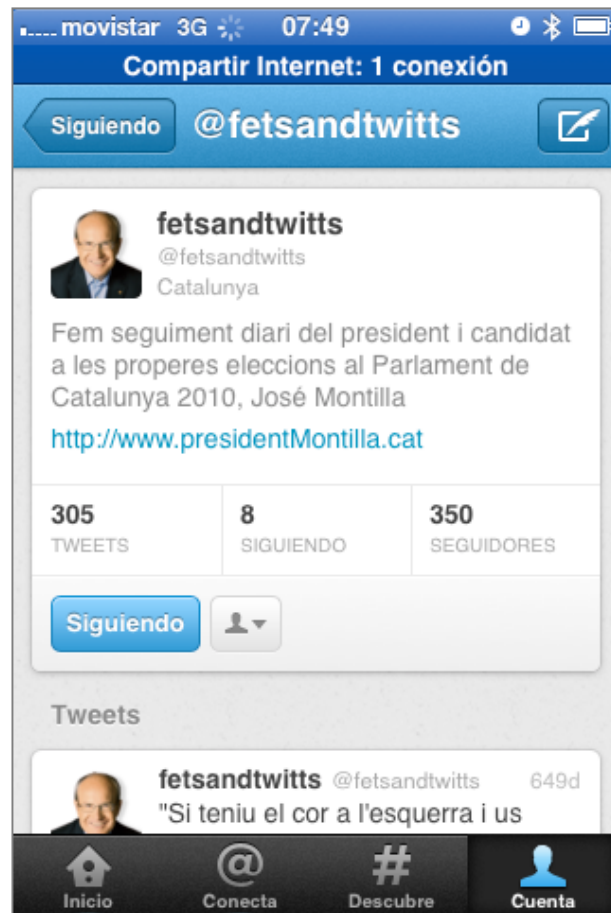 movistar 3G 07:49
Compartir Internet: 1 conexión
Siguiendo @fetsandtwitts
fetsandtwitts
@fetsandtwitts
Catalunya
Fem seguiment diari del president i candidat
a les properes eleccions al Parlament de
Catalunya 2010, José Montilla
http://www.presidentMontilla.cat
305 8 350
TWEETS SIGUIENDO SEGUIDORES
Siguiendo
Tweets
fetsandtwitts @fetsandtwitts 649d
"Si teniu el cor a l'esquerra i us
Inicio Conecta Descubre Cuenta